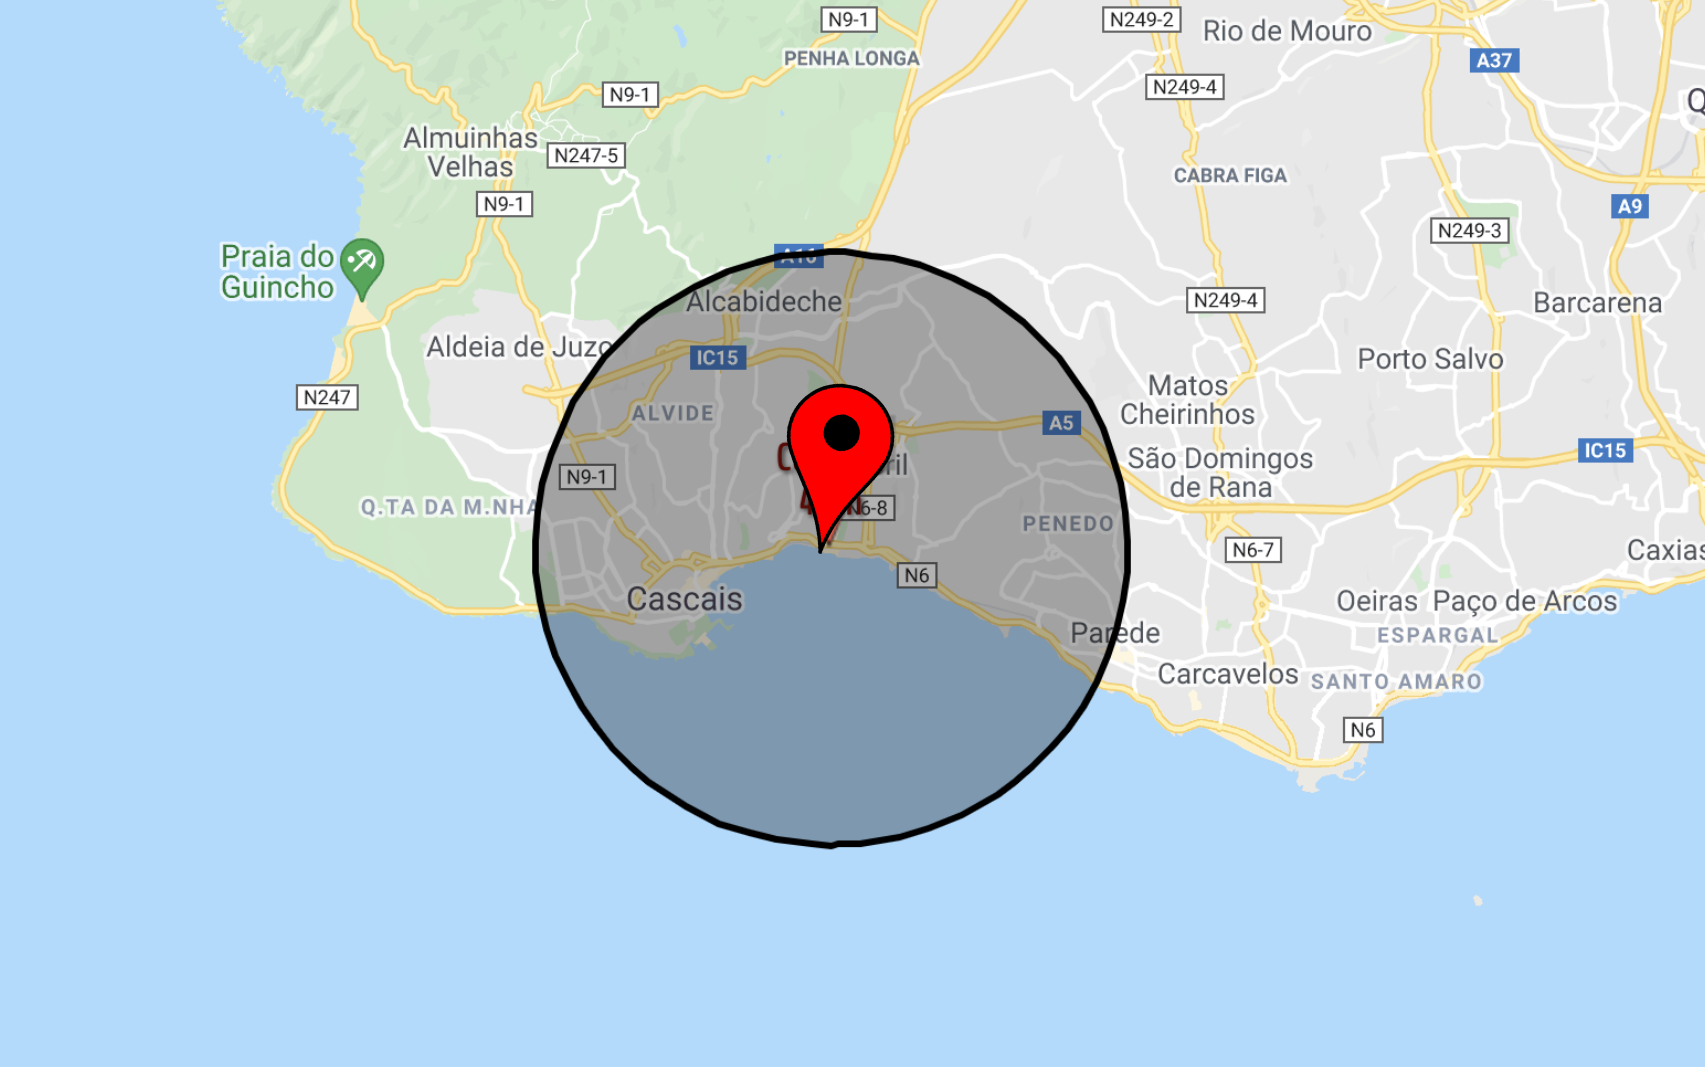 N9-1
N249-2
Rio de Mouro
PENHA LONGA
A37
N249-4
N9-1
Almuinhas
Velhas
N247-5
CABRA FIGA
N9-1
A9
N249-3
Praia do
Guincho
A16
Alcabideche
N249-4
Barcarena
Aldeia de Juzo
IC15
Porto Salvo
N247
Matos
Cheirinhos
ALVIDE
A5
IC15
São Domingos
de Rana
N9-1
Q.TA DA M.NHA
N6-8
PENEDO
N6-7
Caxias
N6
Cascais
Oeiras
Paço de Arcos
Parede
ESPARGAL
Carcavelos
SANTO AMARO
N6